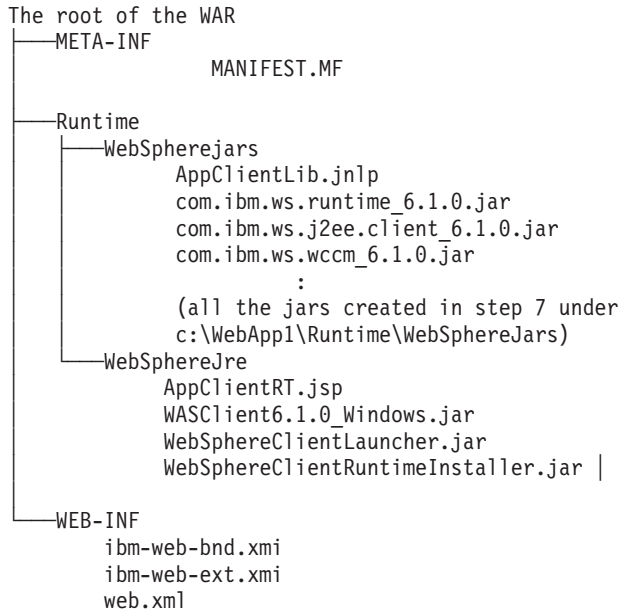 The root of the WAR
├──META-INF
│ MANIFEST.MF
│
├──Runtime
│ ├──WebSpherejars
│ │ AppClientLib.jnlp
│ │ com.ibm.ws.runtime_6.1.0.jar
│ │ com.ibm.ws.j2ee.client_6.1.0.jar
│ │ com.ibm.ws.wccm_6.1.0.jar
│ │ :
│ │ (all the jars created in step 7 under
│ │ c:\WebApp1\Runtime\WebSphereJars)
│ └──WebSphereJre
│ AppClientRT.jsp
│ WASClient6.1.0_Windows.jar
│ WebSphereClientLauncher.jar
│ WebSphereClientRuntimeInstaller.jar |
│
└──WEB-INF
ibm-web-bnd.xmi
ibm-web-ext.xmi
web.xml